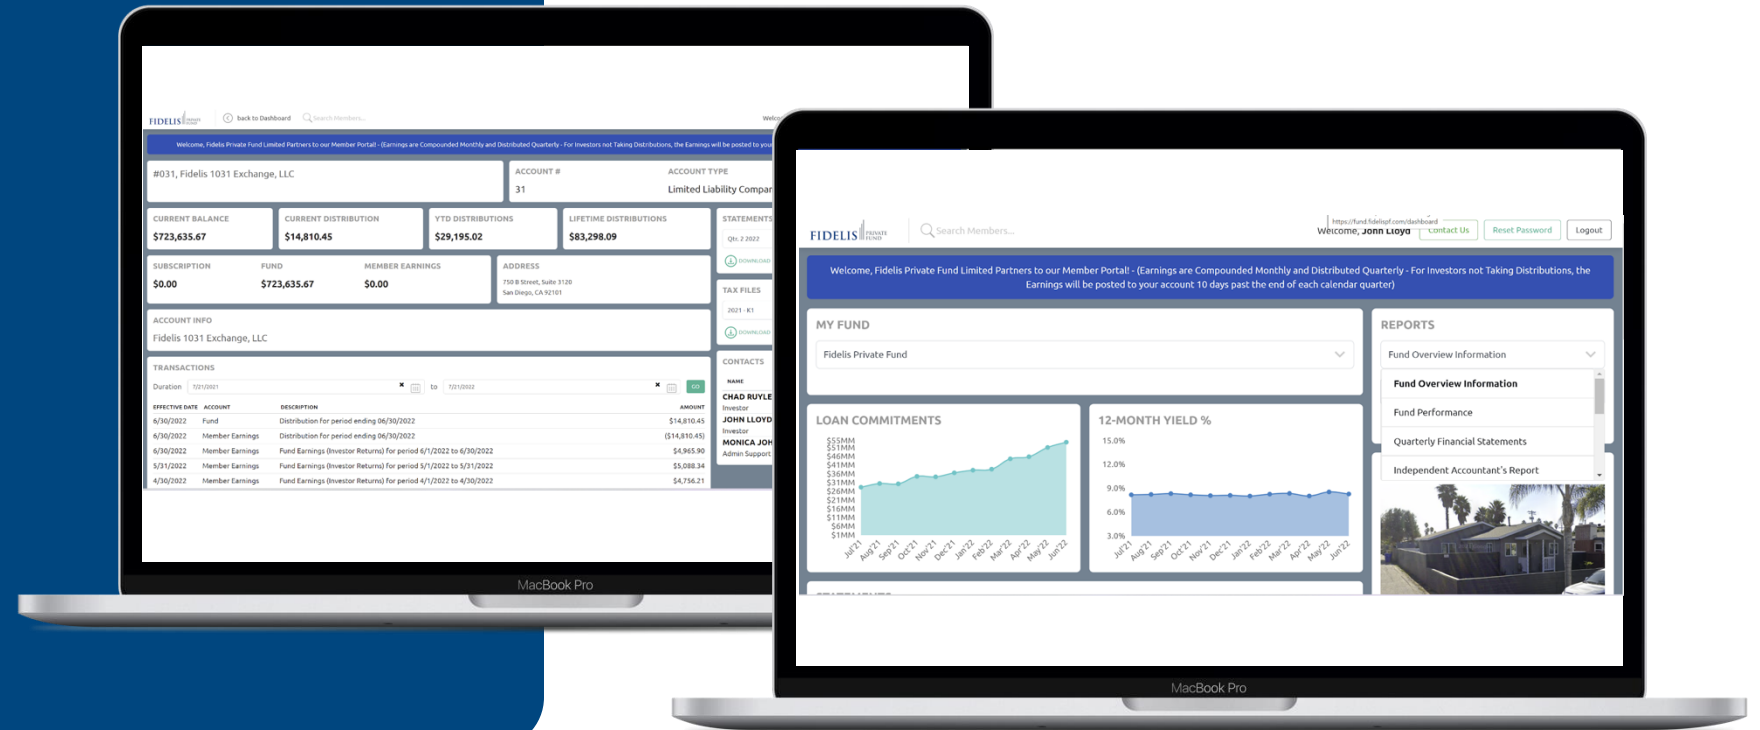 FIDELIS PRIVATE FUND
back to Dashboard
Search Members...
Welcome, Fidelis Private Fund Limited Partners to our Member Portal! - (Earnings are Compounded Monthly and Distributed Quarterly - For Investors not Taking Distributions, the Earnings will be posted to you
#031, Fidelis 1031 Exchange, LLC
ACCOUNT # ACCOUNT TYPE
31 Limited Liability Compan
CURRENT BALANCE CURRENT DISTRIBUTION YTD DISTRIBUTIONS LIFETIME DISTRIBUTIONS STATEMENTS
$723,635.67 $14,810.45 $29,195.02 $83,298.09
Qtr. 2 2022
DOWNLOAD
SUBSCRIPTION FUND MEMBER EARNINGS ADDRESS
$0.00 $723,635.67 $0.00
750 B Street, Suite 3120
San Diego, CA 92101
TAX FILES
2021 - K1
DOWNLOAD
ACCOUNT INFO
Fidelis 1031 Exchange, LLC
TRANSACTIONS
Duration 7/21/2021 to 7/21/2022 GO
EFFECTIVE DATE ACCOUNT DESCRIPTION AMOUNT
6/30/2022 Fund Distribution for period ending 06/30/2022 $14,810.45
6/30/2022 Member Earnings Distribution for period ending 06/30/2022 ($14,810.45)
6/30/2022 Member Earnings Fund Earnings (Investor Returns) for period 6/1/2022 to 6/30/2022 $4,965.90
5/31/2022 Member Earnings Fund Earnings (Investor Returns) for period 5/1/2022 to 5/31/2022 $5,088.34
4/30/2022 Member Earnings Fund Earnings (Investor Returns) for period 4/1/2022 to 4/30/2022 $4,756.21
CONTACTS
NAME
CHAD RUYLE
Investor
JOHN LLOYD
Investor
MONICA JOH
Admin Support
MacBook Pro
FIDELIS PRIVATE FUND
Search Members...
https://fund.fidelispf.com/dashboard
Welcome, John Lloyd Contact Us Reset Password Logout
Welcome, Fidelis Private Fund Limited Partners to our Member Portal! - (Earnings are Compounded Monthly and Distributed Quarterly - For Investors not Taking Distributions, the
Earnings will be posted to your account 10 days past the end of each calendar quarter)
MY FUND
Fidelis Private Fund
REPORTS
Fund Overview Information
Fund Overview Information
Fund Performance
Quarterly Financial Statements
Independent Accountant's Report
LOAN COMMITMENTS
$55MM
$51MM
$46MM
$41MM
$36MM
$31MM
$26MM
$21MM
$16MM
$11MM
$6MM
$1MM
Jul'21 Aug'21 Sep'21 Oct'21 Nov'21 Dec'21 Jan'22 Feb'22 Mar'22 Apr'22 May'22 Jun'22
12-MONTH YIELD %
15.0%
12.0%
9.0%
6.0%
3.0%
Jul'21 Aug'21 Sep'21 Oct'21 Nov'21 Dec'21 Jan'22 Feb'22 Mar'22 Apr'22 May'22 Jun'22
STATEMENTS
MacBook Pro